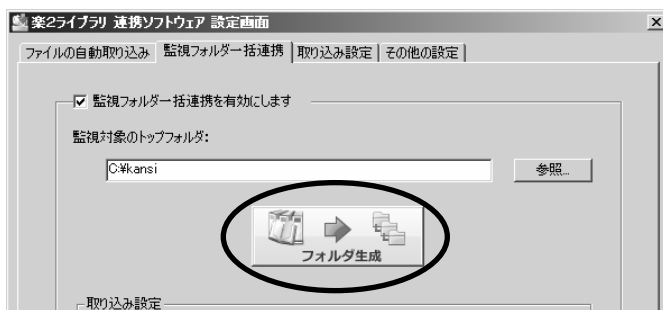 楽2ライブラリ 連携ソフトウェア 設定画面
ファイルの自動取り込み 監視フォルダ一括連携 取り込み設定 その他の設定
監視フォルダ一括連携を有効にします
監視対象のトップフォルダ:
C:¥kansi 参照...
フォルダ生成
取り込み設定